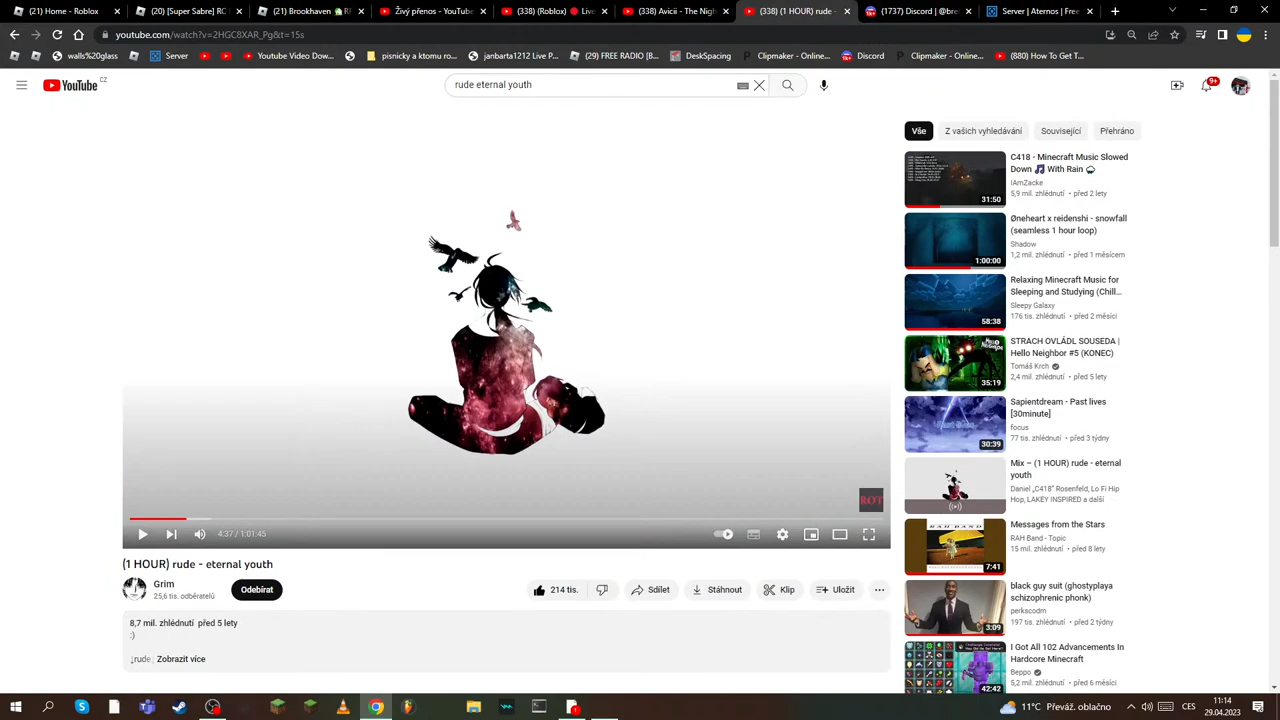 (21) Home - Roblox
(20) [Super Sabre] RC
(21) Brookhaven RP
Živý přenos - YouTube
(338) (Roblox) Live
(338) Avicii - The Nigh
(338) (1 HOUR) rude -
(1737) Discord | @bre
Imperator | Free
youtube.com/watch?v=2HGC8XAR_Pg&t=15s
walls%20glass
Server
Youtube Video Dow...
pisnicky a ktomu ro...
janbarta1212 LIVE -...
(29) FREE RADIO [B...
DeskSpacing
Clipmaker - powere...
Discord
Clipmaker - powere...
(880) How to Get T...
YouTube CZ
rude eternal youth
9+
Vše
Z vašich vyhledávání
Související
Přehráno
C418 - Minecraft Music Slowed
Down 🎵 With Rain
IAmZacke
5,9 mil. zhlédnutí • před 2 lety
31:50
Øneheart x reidenshi - snowfall
(seamless 1 hour loop)
Shadow
1,2 mil. zhlédnutí • před 1 měsícem
1:00:00
Relaxing Minecraft Music for
Sleeping and Studying (Chill...
Sleepy Galaxy
176 tis. zhlédnutí • před 2 měsíci
58:38
STRACH OVLÁDL SOUSEDA |
Hello Neighbor #5 (KONEC)
Tomáš Krch
2,4 mil. zhlédnutí • před 5 lety
35:19
Sapientdream - Past lives
[30minute]
focus
77 tis. zhlédnutí • před 3 týdny
30:39
Mix – (1 HOUR) rude - eternal
youth
Daniel „C418" Rosenfeld, Lo Fi Hip
Hop, LAKEY INSPIRED a další
Messages from the Stars
RAH Band - Topic
15 mil. zhlédnutí • před 8 lety
RAH BAND
7:41
black guy suit (ghostyplaya
schizophrenic phonk)
perkscodm
197 tis. zhlédnutí • před 2 týdny
3:09
I Got All 102 Advancements In
Hardcore Minecraft
Beppo
5,2 mil. zhlédnutí • před 6 měsíci
42:42
ROT
4:37 / 1:01:45
(1 HOUR) rude - eternal youth
Grim
25,6 tis. odběratelů
Odebírat
214 tis.
Sdílet
Stáhnout
Klip
Uložit
8,7 mil. zhlédnutí před 5 lety
:)
rude
Zobrazit více
11°C Převážně oblačno
CES
11:14
29.04.2023